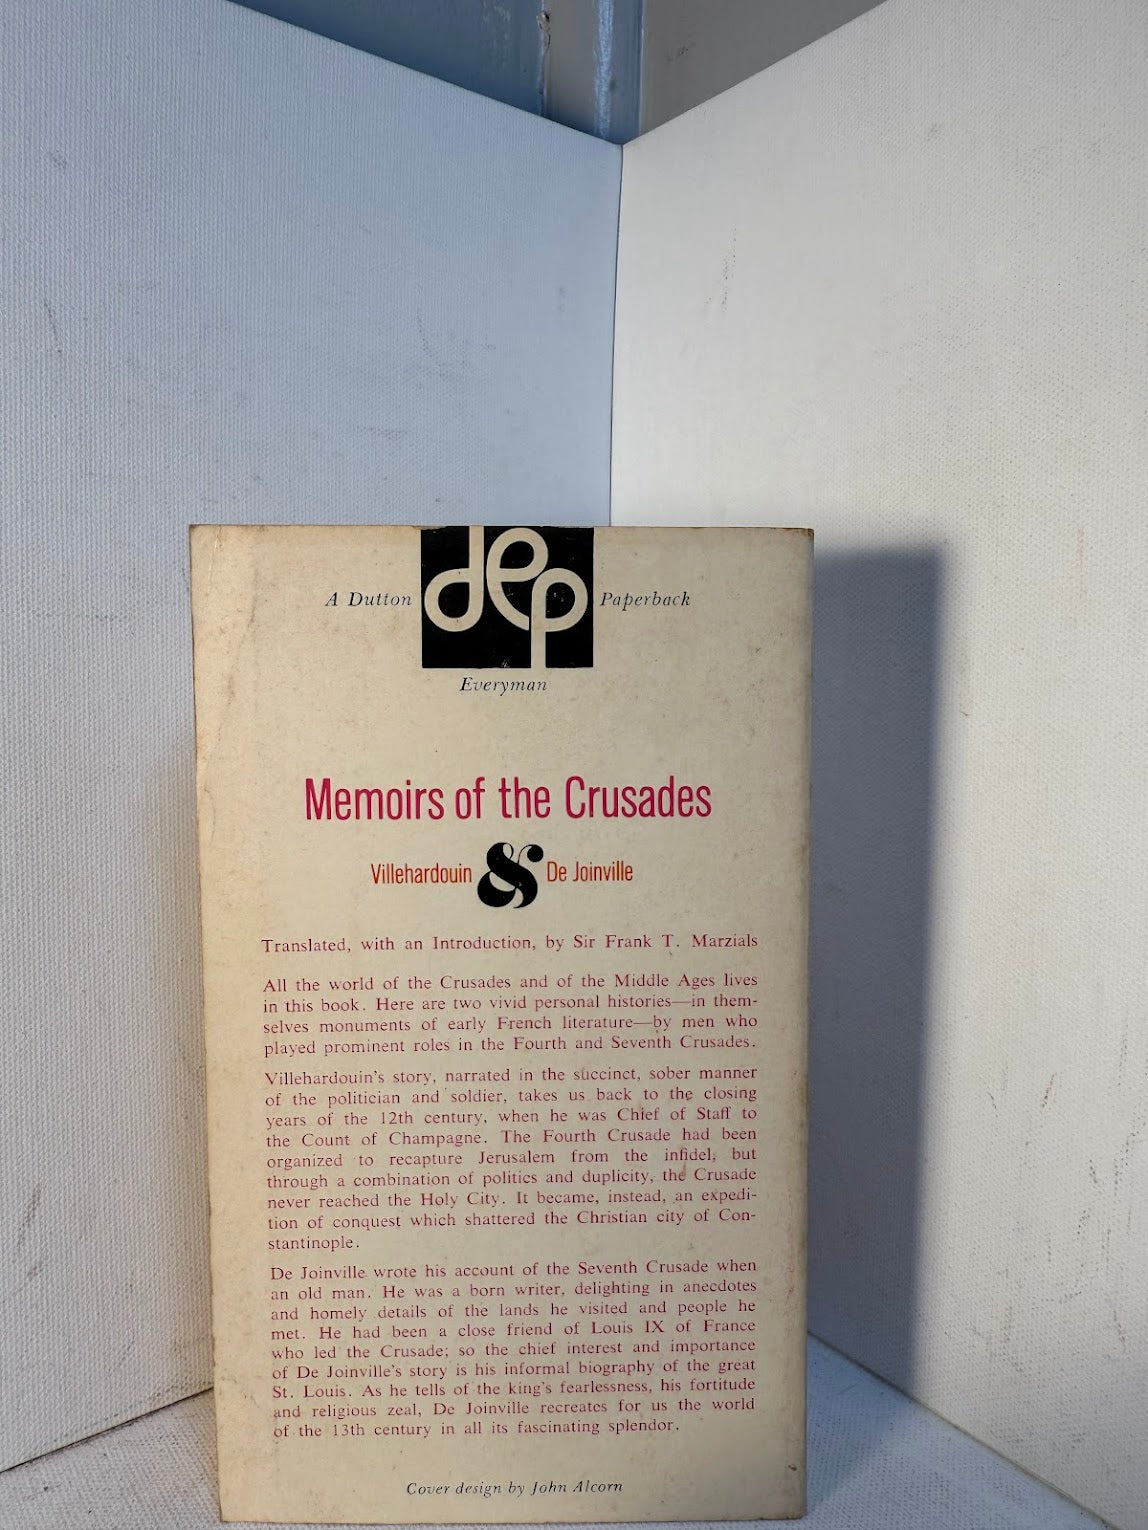 A Dutton dep Paperback
Everyman
Memoirs of the Crusades
Villehardouin & De Joinville
Translated, with an Introduction, by Sir Frank T. Marzials
All the world of the Crusades and of the Middle Ages lives
in this book. Here are two vivid personal histories—in them-
selves monuments of early French literature—by men who
played prominent roles in the Fourth and Seventh Crusades.
Villehardouin's story, narrated in the succinct, sober manner
of the politician and soldier, takes us back to the closing
years of the 12th century, when he was Chief of Staff to
the Count of Champagne. The Fourth Crusade had been
organized to recapture Jerusalem from the infidel; but
through a combination of politics and duplicity, the Crusade
never reached the Holy City. It became, instead, an expedi-
tion of conquest which shattered the Christian city of Con-
stantinople.
De Joinville wrote his account of the Seventh Crusade when
an old man. He was a born writer, delighting in anecdotes
and homely details of the lands he visited and people he
met. He had been a close friend of Louis IX of France
who led the Crusade; so the chief interest and importance
of De Joinville's story is his informal biography of the great
St. Louis. As he tells of the king's fearlessness, his fortitude
and religious zeal, De Joinville recreates for us the world
of the 13th century in all its fascinating splendor.
Cover design by John Alcorn